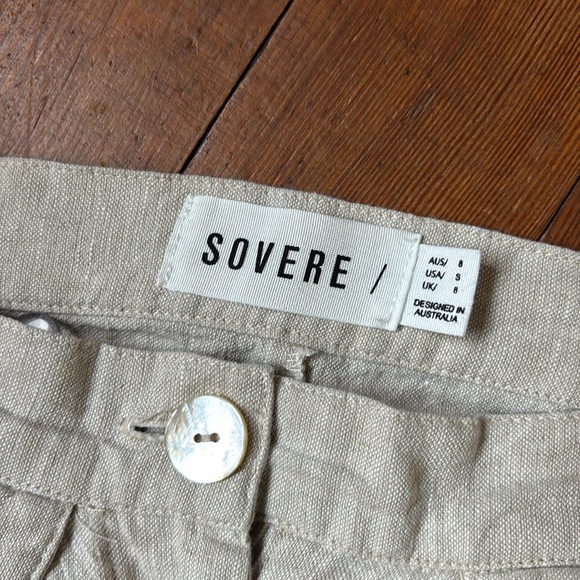 SOVERE /
AUS/ 8
USA/ S
UK/ 8
DESIGNED IN
AUSTRALIA